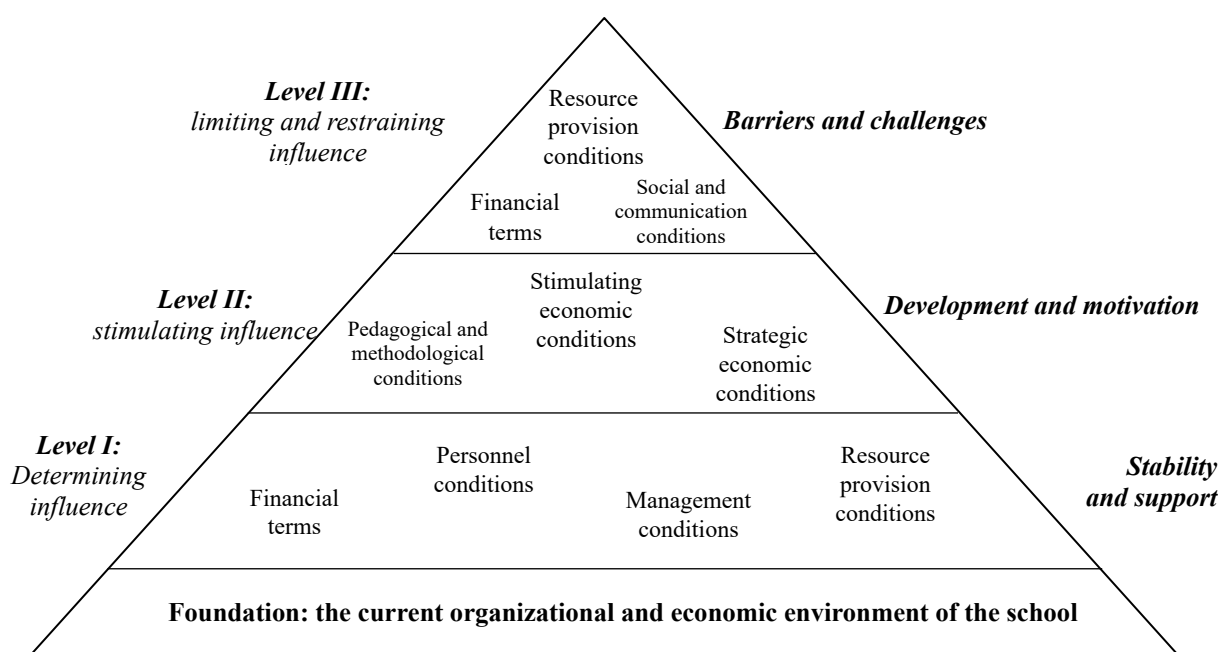 Level III:
limiting and restraining
influence
Resource
provision
conditions
Barriers and challenges
Financial
terms
Social and
communication
conditions
Level II:
stimulating influence
Stimulating
economic
conditions
Development and motivation
Pedagogical and
methodological
conditions
Strategic
economic
conditions
Level I:
Determining
influence
Financial
terms
Personnel
conditions
Management
conditions
Resource
provision
conditions
Stability
and support
Foundation: the current organizational and economic environment of the school